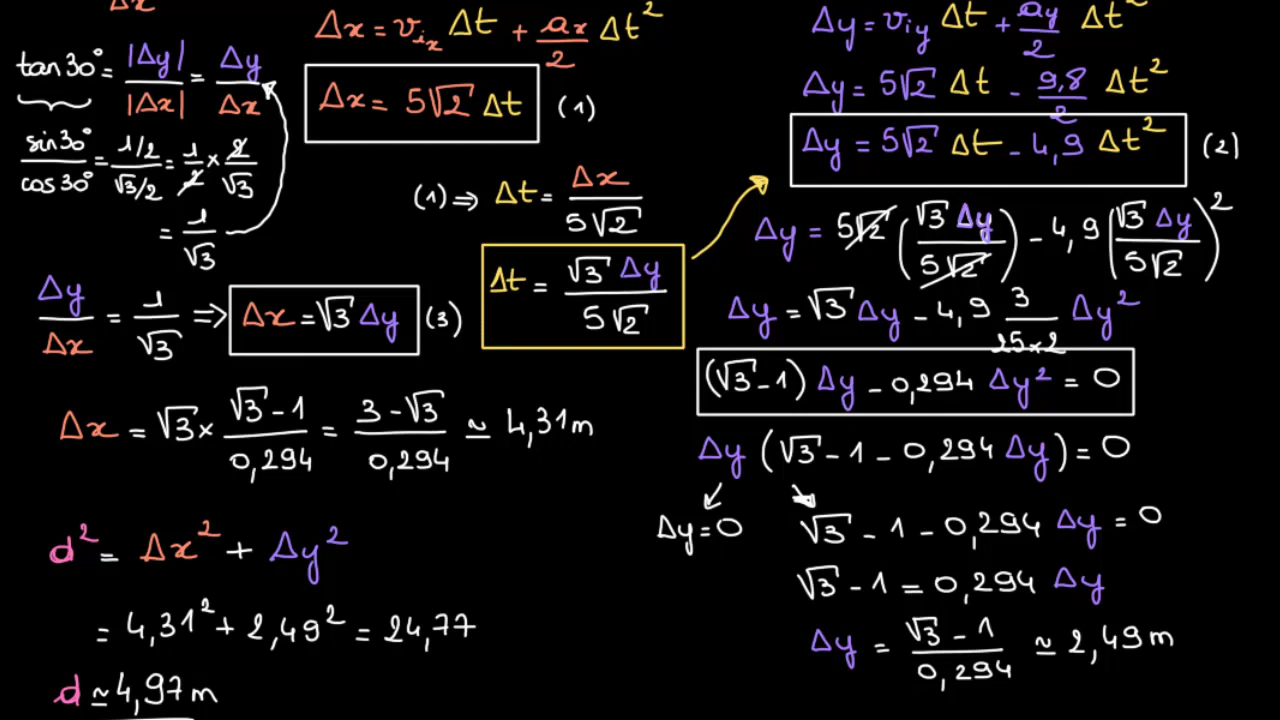 Δx
tan30° = |Δy|/|Δx| = Δy/Δx
sin30°/cos30° = (1/2)/(√3/2) = 1/2 × 2/√3
= 1/√3
Δy/Δx = 1/√3 ⇒ Δx = √3 Δy (3)
Δx = v_ix Δt + ax/2 Δt²
Δx = 5√2 Δt (1)
(1) ⇒ Δt = Δx/5√2
Δt = √3 Δy/5√2
Δx = √3 × (√3 - 1)/0,294 = (3 - √3)/0,294 ≃ 4,31m
d² = Δx² + Δy²
= 4,31² + 2,49² = 24,77
d ≃ 4,97m
Δy = v_iy Δt + ay/2 Δt²
Δy = 5√2 Δt - 9,8/2 Δt²
Δy = 5√2 Δt - 4,9 Δt² (2)
Δy = 5√2 (√3 Δy/5√2) - 4,9 (√3 Δy/5√2)²
Δy = √3 Δy - 4,9 3/25×2 Δy²
(√3 - 1) Δy - 0,294 Δy² = 0
Δy (√3 - 1 - 0,294 Δy) = 0
Δy = 0 √3 - 1 - 0,294 Δy = 0
√3 - 1 = 0,294 Δy
Δy = (√3 - 1)/0,294 ≃ 2,49m